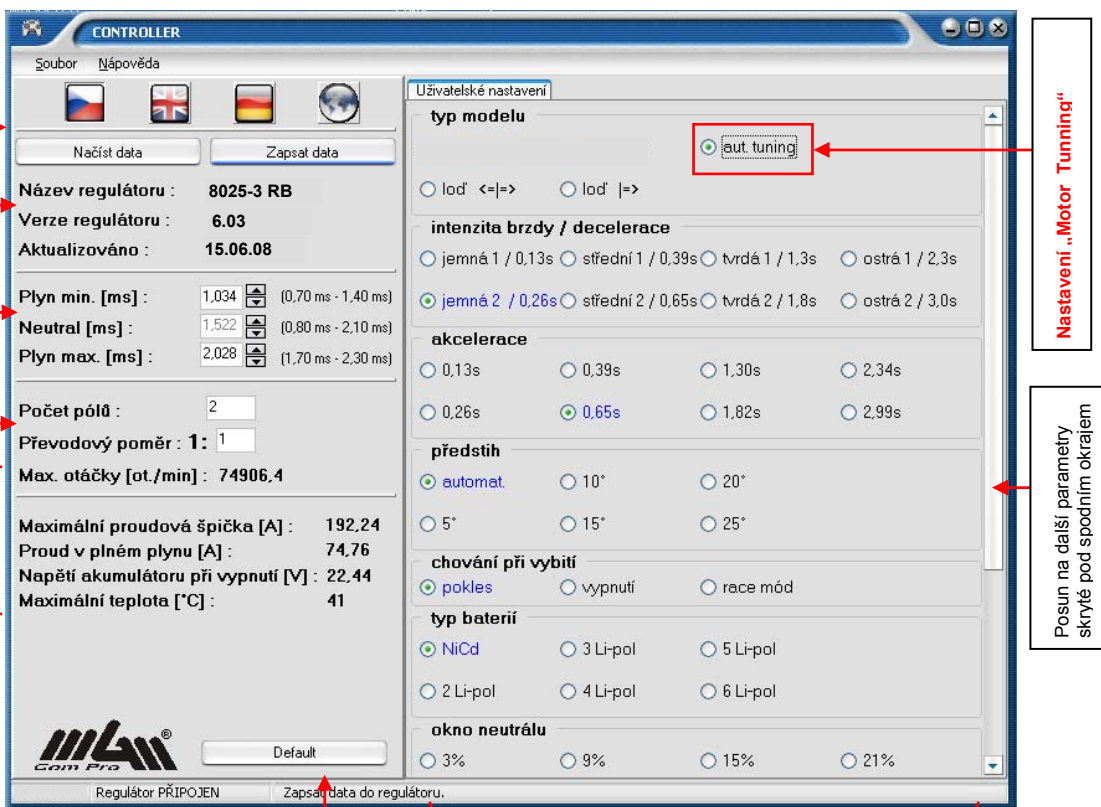 CONTROLLER
Soubor Nápověda
Načíst data Zapsat data
Název regulátoru : 8025-3 RB
Verze regulátoru : 6.03
Aktualizováno : 15.06.08
Plyn min. [ms] : 1,034 (0,70 ms - 1,40 ms)
Neutral [ms] : 1,522 (0,80 ms - 2,10 ms)
Plyn max. [ms] : 2,028 (1,70 ms - 2,30 ms)
Počet pólů : 2
Převodový poměr : 1: 1
Max. otáčky [ot./min] : 74906,4
Maximální proudová špička [A] : 192,24
Proud v plném plynu [A] : 74,76
Napětí akumulátoru při vypnutí [V] : 22,44
Maximální teplota [°C] : 41
mgm ®
Com Pro
Default
Uživatelské nastavení
typ modelu
aut. tuning
loď <=|=> loď |=>
intenzita brzdy / decelerace
jemná 1 / 0,13s střední 1 / 0,39s tvrdá 1 / 1,3s ostrá 1 / 2,3s
jemná 2 / 0,26s střední 2 / 0,65s tvrdá 2 / 1,8s ostrá 2 / 3,0s
akcelerace
0,13s 0,39s 1,30s 2,34s
0,26s 0,65s 1,82s 2,99s
předstih
automat. 10° 20°
5° 15° 25°
chování při vybití
pokles vypnutí race mód
typ baterií
NiCd 3 Li-pol 5 Li-pol
2 Li-pol 4 Li-pol 6 Li-pol
okno neutrálu
3% 9% 15% 21%
Regulátor PŘIPOJEN Zapsat data do regulátoru.
Nastavení „Motor Tunning“
Posun na další parametry
skryté pod spodním okrajem